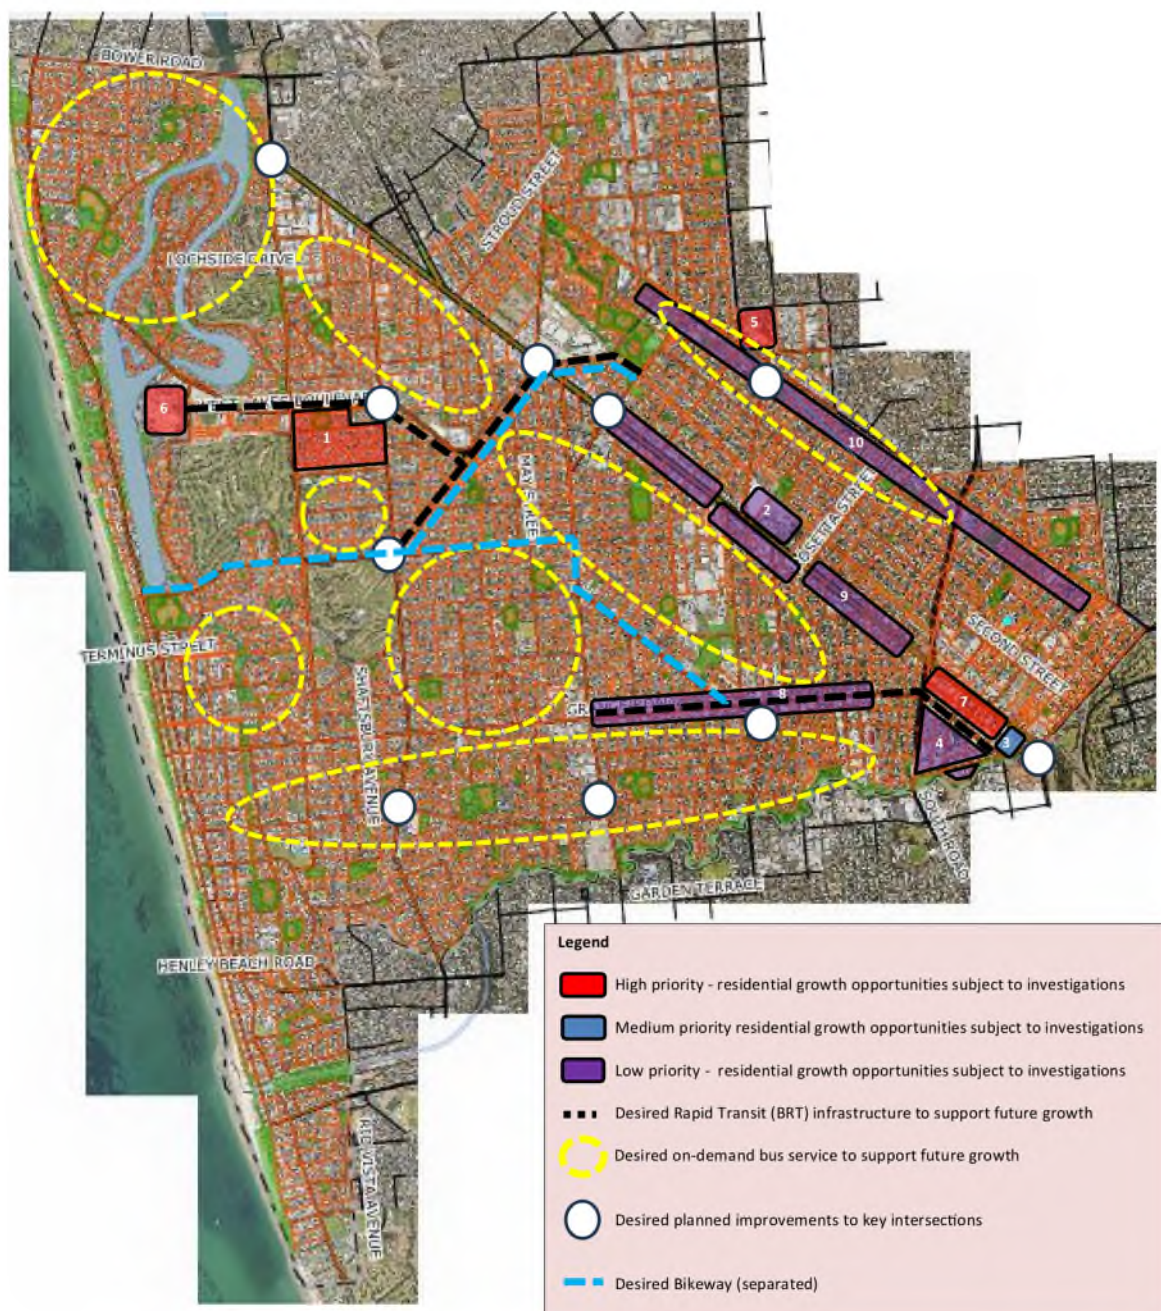 BOWER ROAD
STROUD STREET
LOCHSIDE DRIVE
5
6
1
10
2
9
SECOND STREET
TERMINUS STREET
8
7
4
3
AVENUE
SOUTH ROAD
GARDEN TERRACE
HENLEY BEACH ROAD
RIO VISTA AVENUE
Legend
High priority - residential growth opportunities subject to investigations
Medium priority residential growth opportunities subject to investigations
Low priority - residential growth opportunities subject to investigations
Desired Rapid Transit (BRT) infrastructure to support future growth
Desired on-demand bus service to support future growth
Desired planned improvements to key intersections
Desired Bikeway (separated)